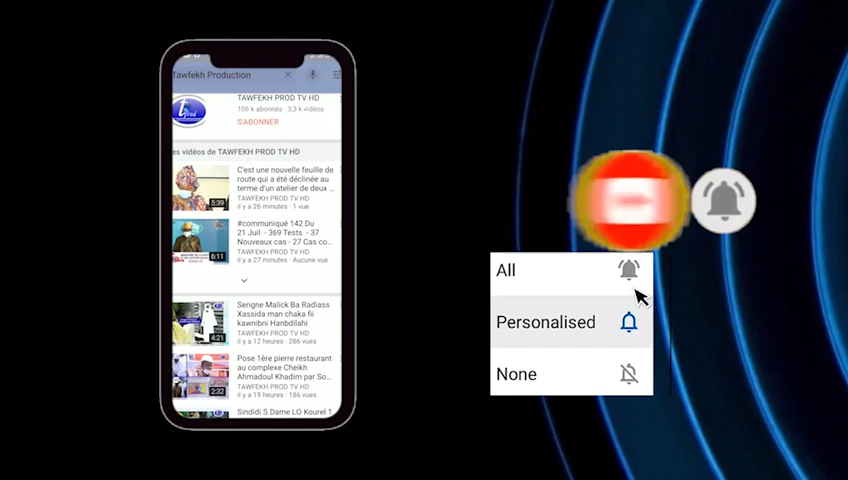 Tawfekh Production
TAWFEKH PROD TV HD
106 k abonnés · 3,3 k vidéos
S'ABONNER
es vidéos de TAWFEKH PROD TV HD
C'est une nouvelle feuille de
route qui a été déclinée au
terme d'un atelier de deux ...
TAWFEKH PROD TV HD
il y a 26 minutes · 1 vue
5:39
#communiqué 142 Du
21 Juil - 369 Tests - 37
Nouveaux cas - 27 Cas co...
TAWFEKH PROD TV HD
il y a 27 minutes · Aucune vue
6:11
Serigne Malick Ba Radiass
Xassida man chaka fii
kawnibni Hanbdilahi
TAWFEKH PROD TV HD
il y a 12 heures · 286 vues
4:21
Pose 1ère pierre restaurant
au complexe Cheikh
Ahmadoul Khadim par So...
TAWFEKH PROD TV HD
il y a 19 heures · 186 vues
2:32
Sindidi S Dame LO Kourel 1
All
Personalised
None